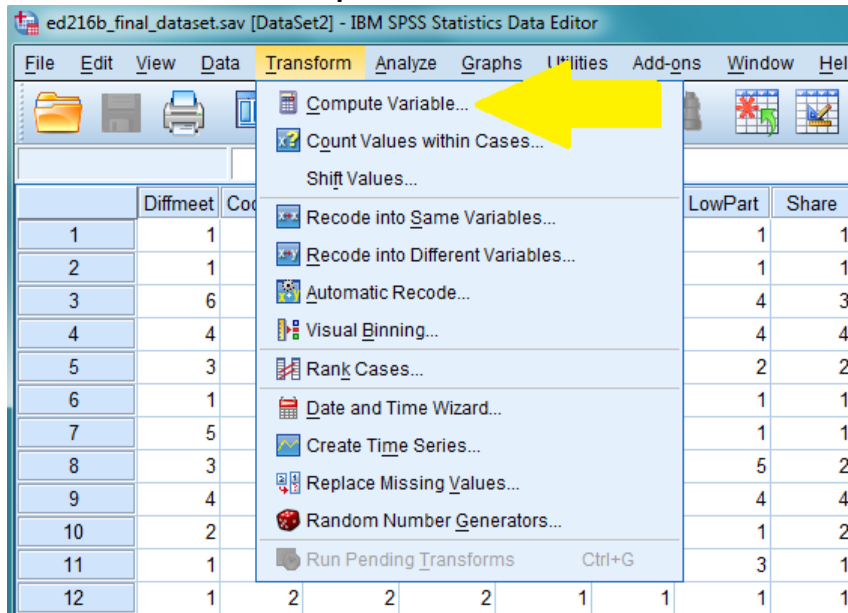 ed216b_final_dataset.sav [DataSet2] - IBM SPSS Statistics Data Editor
File Edit View Data Transform Analyze Graphs Utilities Add-ons Window Hel
Compute Variable...
Count Values within Cases...
Shift Values...
Recode into Same Variables...
Recode into Different Variables...
Automatic Recode...
Visual Binning...
Rank Cases...
Date and Time Wizard...
Create Time Series...
Replace Missing Values...
Random Number Generators...
Run Pending Transforms Ctrl+G
Diffmeet Coo LowPart Share
1 1 1 1
2 1 1 1
3 6 4 3
4 4 4 4
5 3 2 2
6 1 1 1
7 5 1 1
8 3 5 2
9 4 4 4
10 2 1 2
11 1 3 1
12 1 2 2 2 1 1 1 1